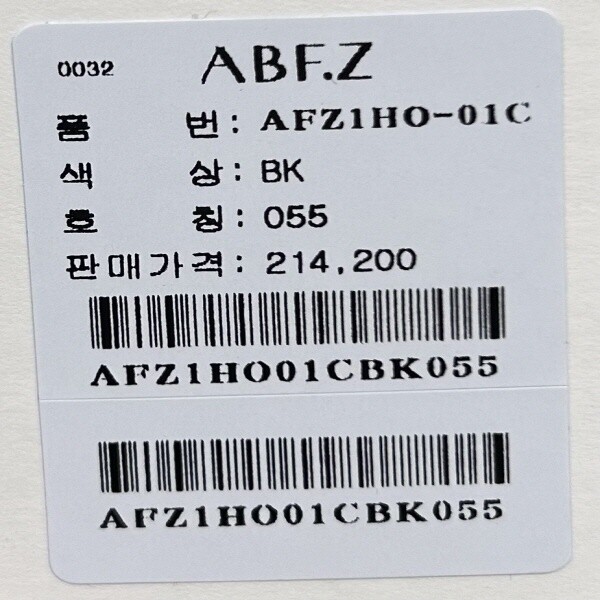 0032 ABF.Z
품 번: AFZ1HO-01C
색 상: BK
호 칭: 055
판매가격: 214,200
AFZ1HO01CBK055
AFZ1HO01CBK055